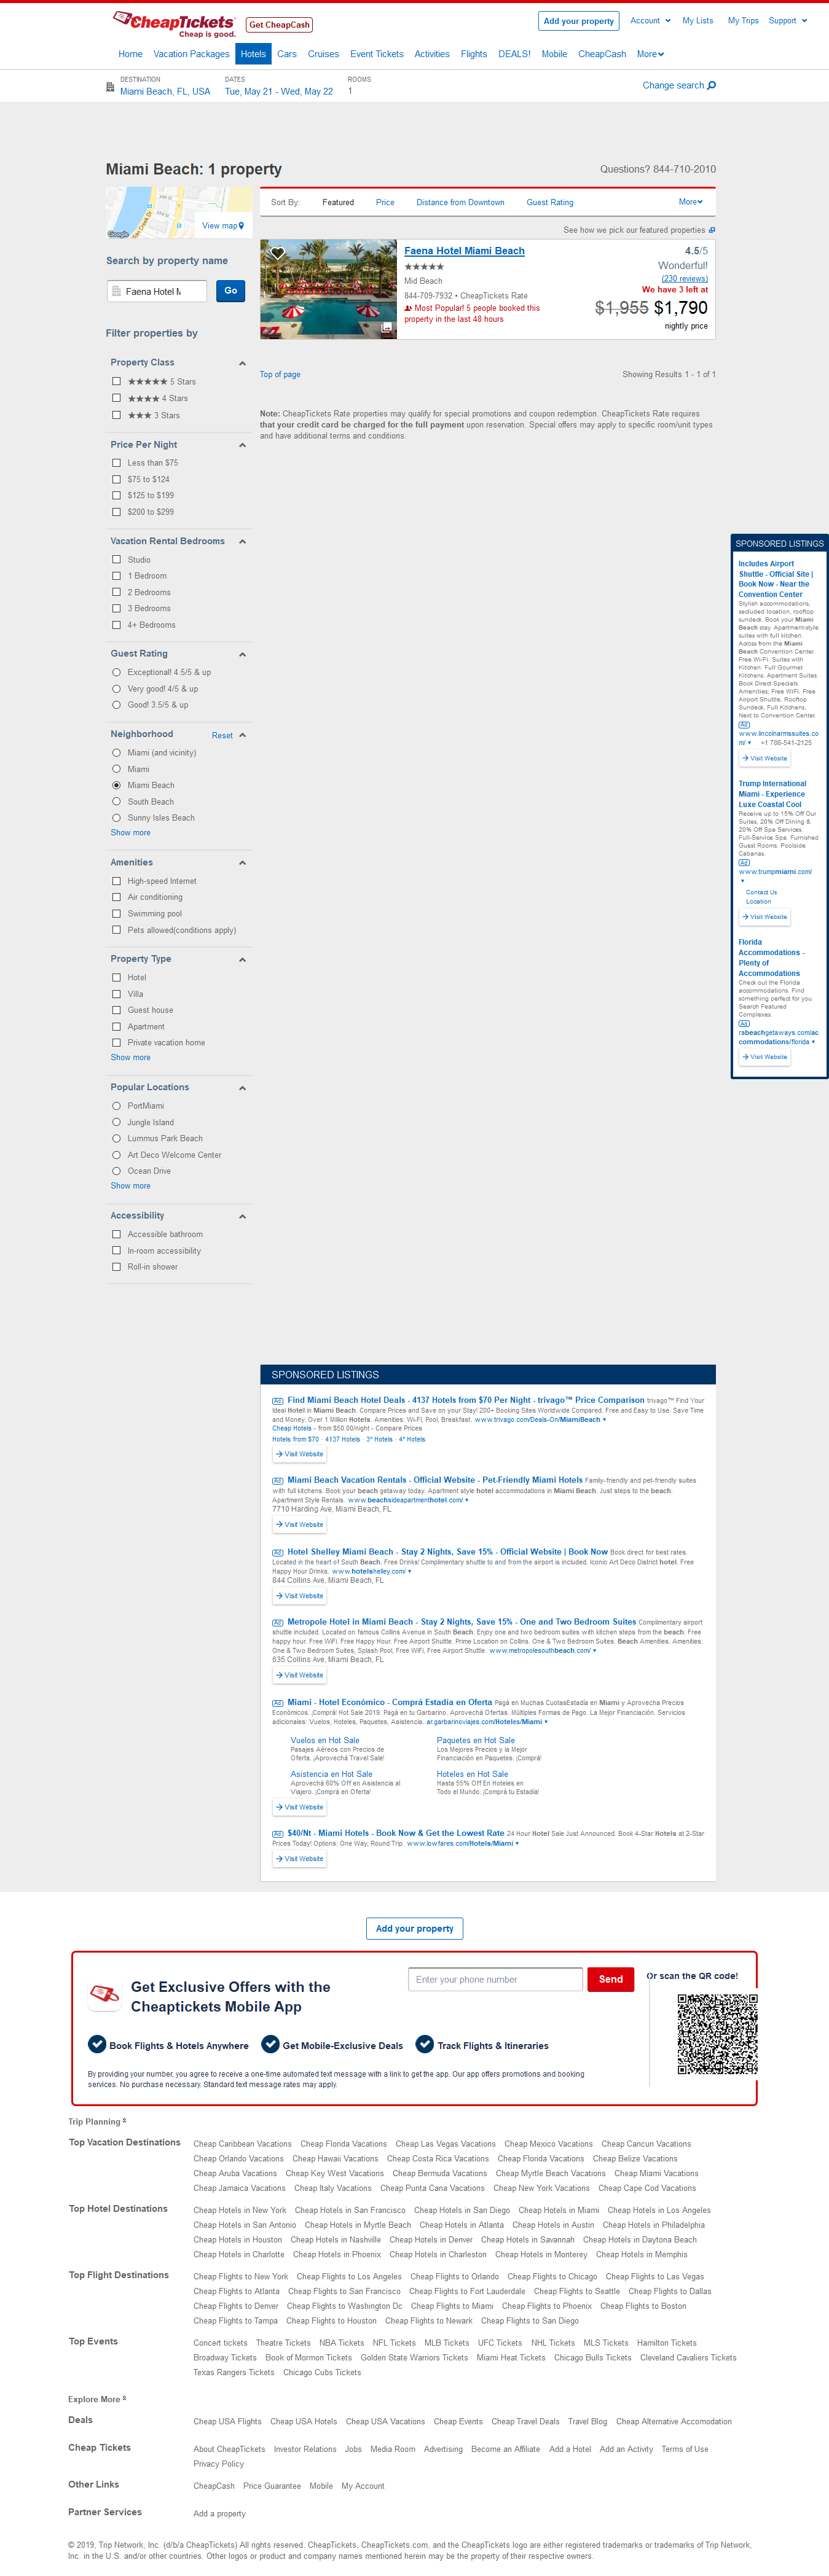 CheapTickets
Cheap is good.
Get CheapCash
Add your property
Account
My Lists
My Trips
Support
Home
Vacation Packages
Hotels
Cars
Cruises
Event Tickets
Activities
Flights
DEALS!
Mobile
CheapCash
More
DESTINATION
Miami Beach, FL, USA
DATES
Tue, May 21 - Wed, May 22
ROOMS
1
Change search
Miami Beach: 1 property
Questions? 844-710-2010
Google
View map
Search by property name
Faena Hotel M
Go
Filter properties by
Property Class
5 Stars
4 Stars
3 Stars
Price Per Night
Less than $75
$75 to $124
$125 to $199
$200 to $299
Vacation Rental Bedrooms
Studio
1 Bedroom
2 Bedrooms
3 Bedrooms
4+ Bedrooms
Guest Rating
Exceptional! 4.5/5 & up
Very good! 4/5 & up
Good! 3.5/5 & up
Neighborhood
Reset
Miami (and vicinity)
Miami
Miami Beach
South Beach
Sunny Isles Beach
Show more
Amenities
High-speed Internet
Air conditioning
Swimming pool
Pets allowed(conditions apply)
Property Type
Hotel
Villa
Guest house
Apartment
Private vacation home
Show more
Popular Locations
PortMiami
Jungle Island
Lummus Park Beach
Art Deco Welcome Center
Ocean Drive
Show more
Accessibility
Accessible bathroom
In-room accessibility
Roll-in shower
Sort By:
Featured
Price
Distance from Downtown
Guest Rating
More
See how we pick our featured properties
Faena Hotel Miami Beach
Mid Beach
844-709-7932 • CheapTickets Rate
Most Popular! 5 people booked this
property in the last 48 hours
4.5/5
Wonderful!
(230 reviews)
We have 3 left at
$1,955 $1,790
nightly price
Top of page
Showing Results 1 - 1 of 1
Note: CheapTickets Rate properties may qualify for special promotions and coupon redemption. CheapTickets Rate requires
that your credit card be charged for the full payment upon reservation. Special offers may apply to specific room/unit types
and have additional terms and conditions.
SPONSORED LISTINGS
Includes Airport
Shuttle - Official Site |
Book Now - Near the
Convention Center
Stylish accommodations,
secluded location, rooftop
sundeck. Book your Miami
Beach stay. Apartment-style
suites with full kitchen.
Across from the Miami
Beach Convention Center.
Free Wi-Fi. Suites with
Kitchen. Full Gourmet
Kitchens. Apartment Suites.
Book Direct Specials.
Amenities: Free WiFi, Free
Airport Shuttle, Rooftop
Sundeck, Full Kitchens,
Next to Convention Center.
Ad
www.lincolnarmssuites.co
m/ +1 786-541-2125
Visit Website
Trump International
Miami - Experience
Luxe Coastal Cool
Receive up to 15% Off Our
Suites, 20% Off Dining &
20% Off Spa Services.
Full-Service Spa. Furnished
Guest Rooms. Poolside
Cabanas.
Ad
www.trumpmiami.com/
Contact Us
Location
Visit Website
Florida
Accommodations -
Plenty of
Accommodations
Check out the Florida
accommodations. Find
something perfect for you.
Search Featured
Complexes.
Ad
rabeachgetaways.com/ac
commodations/florida
Visit Website
SPONSORED LISTINGS
Ad Find Miami Beach Hotel Deals - 4137 Hotels from $70 Per Night - trivago™ Price Comparison trivago™ Find Your
Ideal Hotel in Miami Beach. Compare Prices and Save on your Stay! 200+ Booking Sites Worldwide Compared. Free and Easy to Use. Save Time
and Money. Over 1 Million Hotels. Amenities: Wi-Fi, Pool, Breakfast. www.trivago.com/Deals-On/MiamiBeach
Cheap Hotels - from $50.00/night - Compare Prices
Hotels from $70 · 4137 Hotels · 3* Hotels · 4* Hotels
Visit Website
Ad Miami Beach Vacation Rentals - Official Website - Pet-Friendly Miami Hotels Family-friendly and pet-friendly suites
with full kitchens. Book your beach getaway today. Apartment style hotel accommodations in Miami Beach. Just steps to the beach.
Apartment Style Rentals. www.beachsideapartmenthotel.com/
7710 Harding Ave, Miami Beach, FL
Visit Website
Ad Hotel Shelley Miami Beach - Stay 2 Nights, Save 15% - Official Website | Book Now Book direct for best rates.
Located in the heart of South Beach. Free Drinks! Complimentary shuttle to and from the airport is included. Iconic Art Deco District hotel. Free
Happy Hour Drinks. www.hotelshelley.com/
844 Collins Ave, Miami Beach, FL
Visit Website
Ad Metropole Hotel in Miami Beach - Stay 2 Nights, Save 15% - One and Two Bedroom Suites Complimentary airport
shuttle included. Located on famous Collins Avenue in South Beach. Enjoy one and two bedroom suites with kitchen steps from the beach. Free
happy hour. Free WiFi. Free Happy Hour. Free Airport Shuttle. Prime Location on Collins. One & Two Bedroom Suites. Beach Amenities. Amenities:
One & Two Bedroom Suites, Splash Pool, Free WiFi, Free Airport Shuttle. www.metropolesouthbeach.com/
635 Collins Ave, Miami Beach, FL
Visit Website
Ad Miami - Hotel Económico - Comprá Estadía en Oferta Pagá en Muchas CuotasEstadía en Miami y Aprovecha Precios
Económicos. ¡Comprá! Hot Sale 2019. Pagá en tu Garbarino. Aprovechá Ofertas. Múltiples Formas de Pago. La Mejor Financiación. Servicios
adicionales: Vuelos, Hoteles, Paquetes, Asistencia. ar.garbarinoviajes.com/Hoteles/Miami
Vuelos en Hot Sale
Pasajes Aéreos con Precios de
Oferta. ¡Aprovechá Travel Sale!
Paquetes en Hot Sale
Los Mejores Precios y la Mejor
Financiación en Paquetes. ¡Comprá!
Asistencia en Hot Sale
Aprovechá 60% Off en Asistencia al
Viajero. ¡Comprá en Oferta!
Hoteles en Hot Sale
Hasta 55% Off En Hoteles en
Todo el Mundo. ¡Comprá tu Estadía!
Visit Website
Ad $40/Nt - Miami Hotels - Book Now & Get the Lowest Rate 24 Hour Hotel Sale Just Announced. Book 4-Star Hotels at 2-Star
Prices Today! Options: One Way, Round Trip. www.lowfares.com/Hotels/Miami
Visit Website
Add your property
Get Exclusive Offers with the
Cheaptickets Mobile App
Enter your phone number
Send
Or scan the QR code!
Book Flights & Hotels Anywhere
Get Mobile-Exclusive Deals
Track Flights & Itineraries
By providing your number, you agree to receive a one-time automated text message with a link to get the app. Our app offers promotions and booking
services. No purchase necessary. Standard text message rates may apply.
Trip Planning
Top Vacation Destinations
Cheap Caribbean Vacations Cheap Florida Vacations Cheap Las Vegas Vacations Cheap Mexico Vacations Cheap Cancun Vacations
Cheap Orlando Vacations Cheap Hawaii Vacations Cheap Costa Rica Vacations Cheap Florida Vacations Cheap Belize Vacations
Cheap Aruba Vacations Cheap Key West Vacations Cheap Bermuda Vacations Cheap Myrtle Beach Vacations Cheap Miami Vacations
Cheap Jamaica Vacations Cheap Italy Vacations Cheap Punta Cana Vacations Cheap New York Vacations Cheap Cape Cod Vacations
Top Hotel Destinations
Cheap Hotels in New York Cheap Hotels in San Francisco Cheap Hotels in San Diego Cheap Hotels in Miami Cheap Hotels in Los Angeles
Cheap Hotels in San Antonio Cheap Hotels in Myrtle Beach Cheap Hotels in Atlanta Cheap Hotels in Austin Cheap Hotels in Philadelphia
Cheap Hotels in Houston Cheap Hotels in Nashville Cheap Hotels in Denver Cheap Hotels in Savannah Cheap Hotels in Daytona Beach
Cheap Hotels in Charlotte Cheap Hotels in Phoenix Cheap Hotels in Charleston Cheap Hotels in Monterey Cheap Hotels in Memphis
Top Flight Destinations
Cheap Flights to New York Cheap Flights to Los Angeles Cheap Flights to Orlando Cheap Flights to Chicago Cheap Flights to Las Vegas
Cheap Flights to Atlanta Cheap Flights to San Francisco Cheap Flights to Fort Lauderdale Cheap Flights to Seattle Cheap Flights to Dallas
Cheap Flights to Denver Cheap Flights to Washington Dc Cheap Flights to Miami Cheap Flights to Phoenix Cheap Flights to Boston
Cheap Flights to Tampa Cheap Flights to Houston Cheap Flights to Newark Cheap Flights to San Diego
Top Events
Concert tickets Theatre Tickets NBA Tickets NFL Tickets MLB Tickets UFC Tickets NHL Tickets MLS Tickets Hamilton Tickets
Broadway Tickets Book of Mormon Tickets Golden State Warriors Tickets Miami Heat Tickets Chicago Bulls Tickets Cleveland Cavaliers Tickets
Texas Rangers Tickets Chicago Cubs Tickets
Explore More
Deals
Cheap USA Flights Cheap USA Hotels Cheap USA Vacations Cheap Events Cheap Travel Deals Travel Blog Cheap Alternative Accomodation
Cheap Tickets
About CheapTickets Investor Relations Jobs Media Room Advertising Become an Affiliate Add a Hotel Add an Activity Terms of Use
Privacy Policy
Other Links
CheapCash Price Guarantee Mobile My Account
Partner Services
Add a property
© 2019, Trip Network, Inc. (d/b/a CheapTickets) All rights reserved. CheapTickets, CheapTickets.com, and the CheapTickets logo are either registered trademarks or trademarks of Trip Network,
Inc. in the U.S. and/or other countries. Other logos or product and company names mentioned herein may be the property of their respective owners.